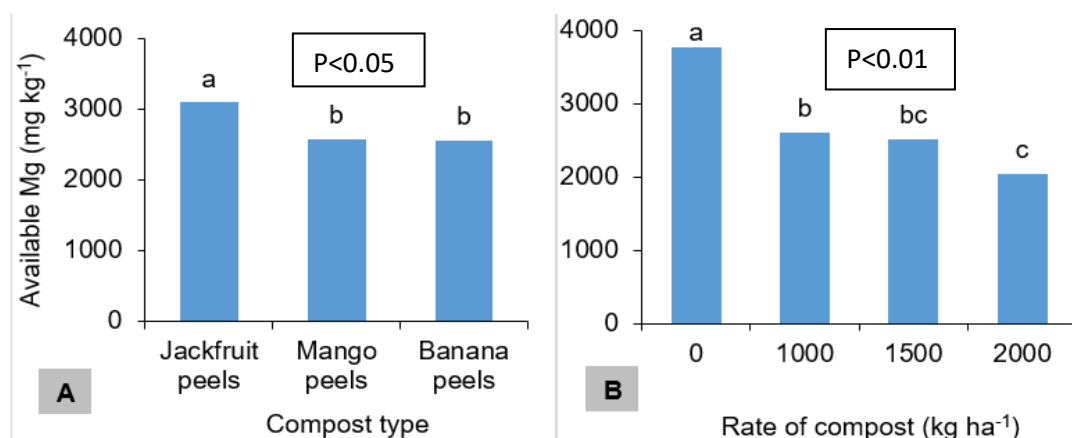 Available Mg (mg kg⁻¹)
4000
3000
2000
1000
0
P<0.05
a
b
b
Jackfruit peels
Mango peels
Banana peels
A
Compost type
4000
3000
2000
1000
0
P<0.01
a
b
bc
c
0
1000
1500
2000
B
Rate of compost (kg ha⁻¹)